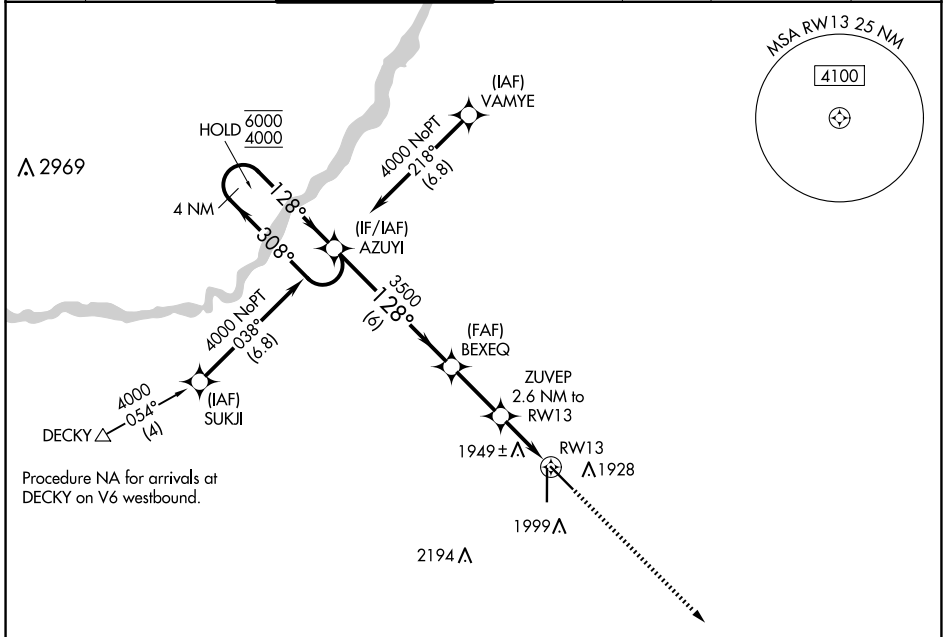 MSA RW13 25 NM
4100
(IAF)
VAMYE
HOLD 6000
4000
4000 NoPT
218°
(6.8)
2969
4 NM
128°
308°
(IF/IAF)
AZUYI
3500
128°
(6)
4000 NoPT
038°
(6.8)
(FAF)
BEXEQ
(IAF)
SUKJI
4000
054°
(4)
DECKY
ZUVEP
2.6 NM to
RW13
1949±
RW13
1928
Procedure NA for arrivals at
DECKY on V6 westbound.
1999
2194